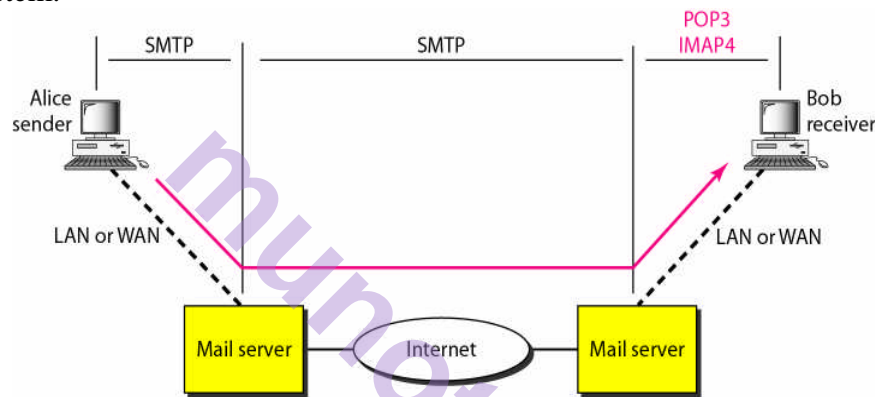 POP3
SMTP SMTP IMAP4
Alice Bob
sender receiver
LAN or WAN LAN or WAN
Mail server Internet Mail server